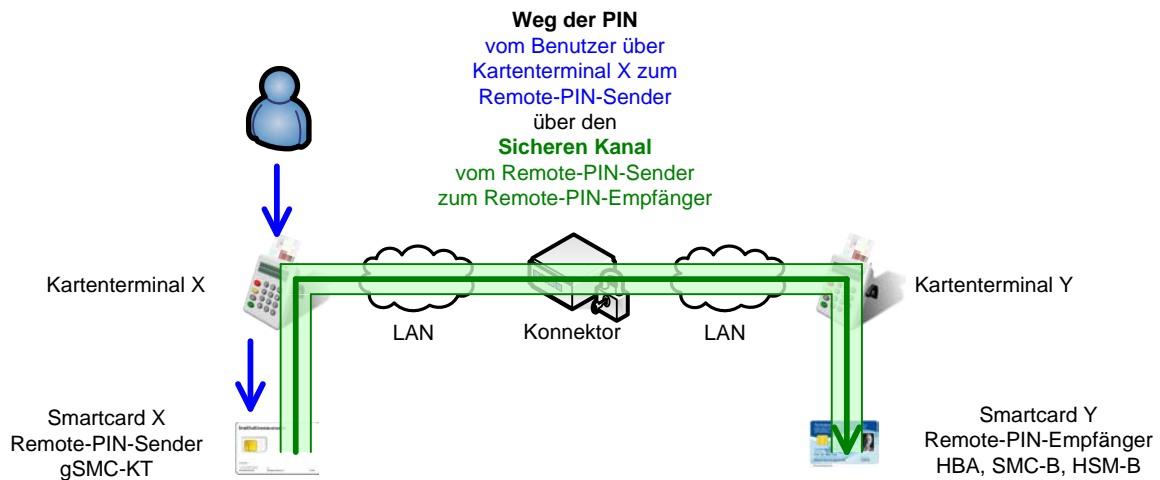 Weg der PIN
vom Benutzer über
Kartenterminal X zum
Remote-PIN-Sender
über den
Sicheren Kanal
vom Remote-PIN-Sender
zum Remote-PIN-Empfänger
Kartenterminal X
Kartenterminal Y
LAN
Konnektor
LAN
Smartcard X
Remote-PIN-Sender
gSMC-KT
Smartcard Y
Remote-PIN-Empfänger
HBA, SMC-B, HSM-B